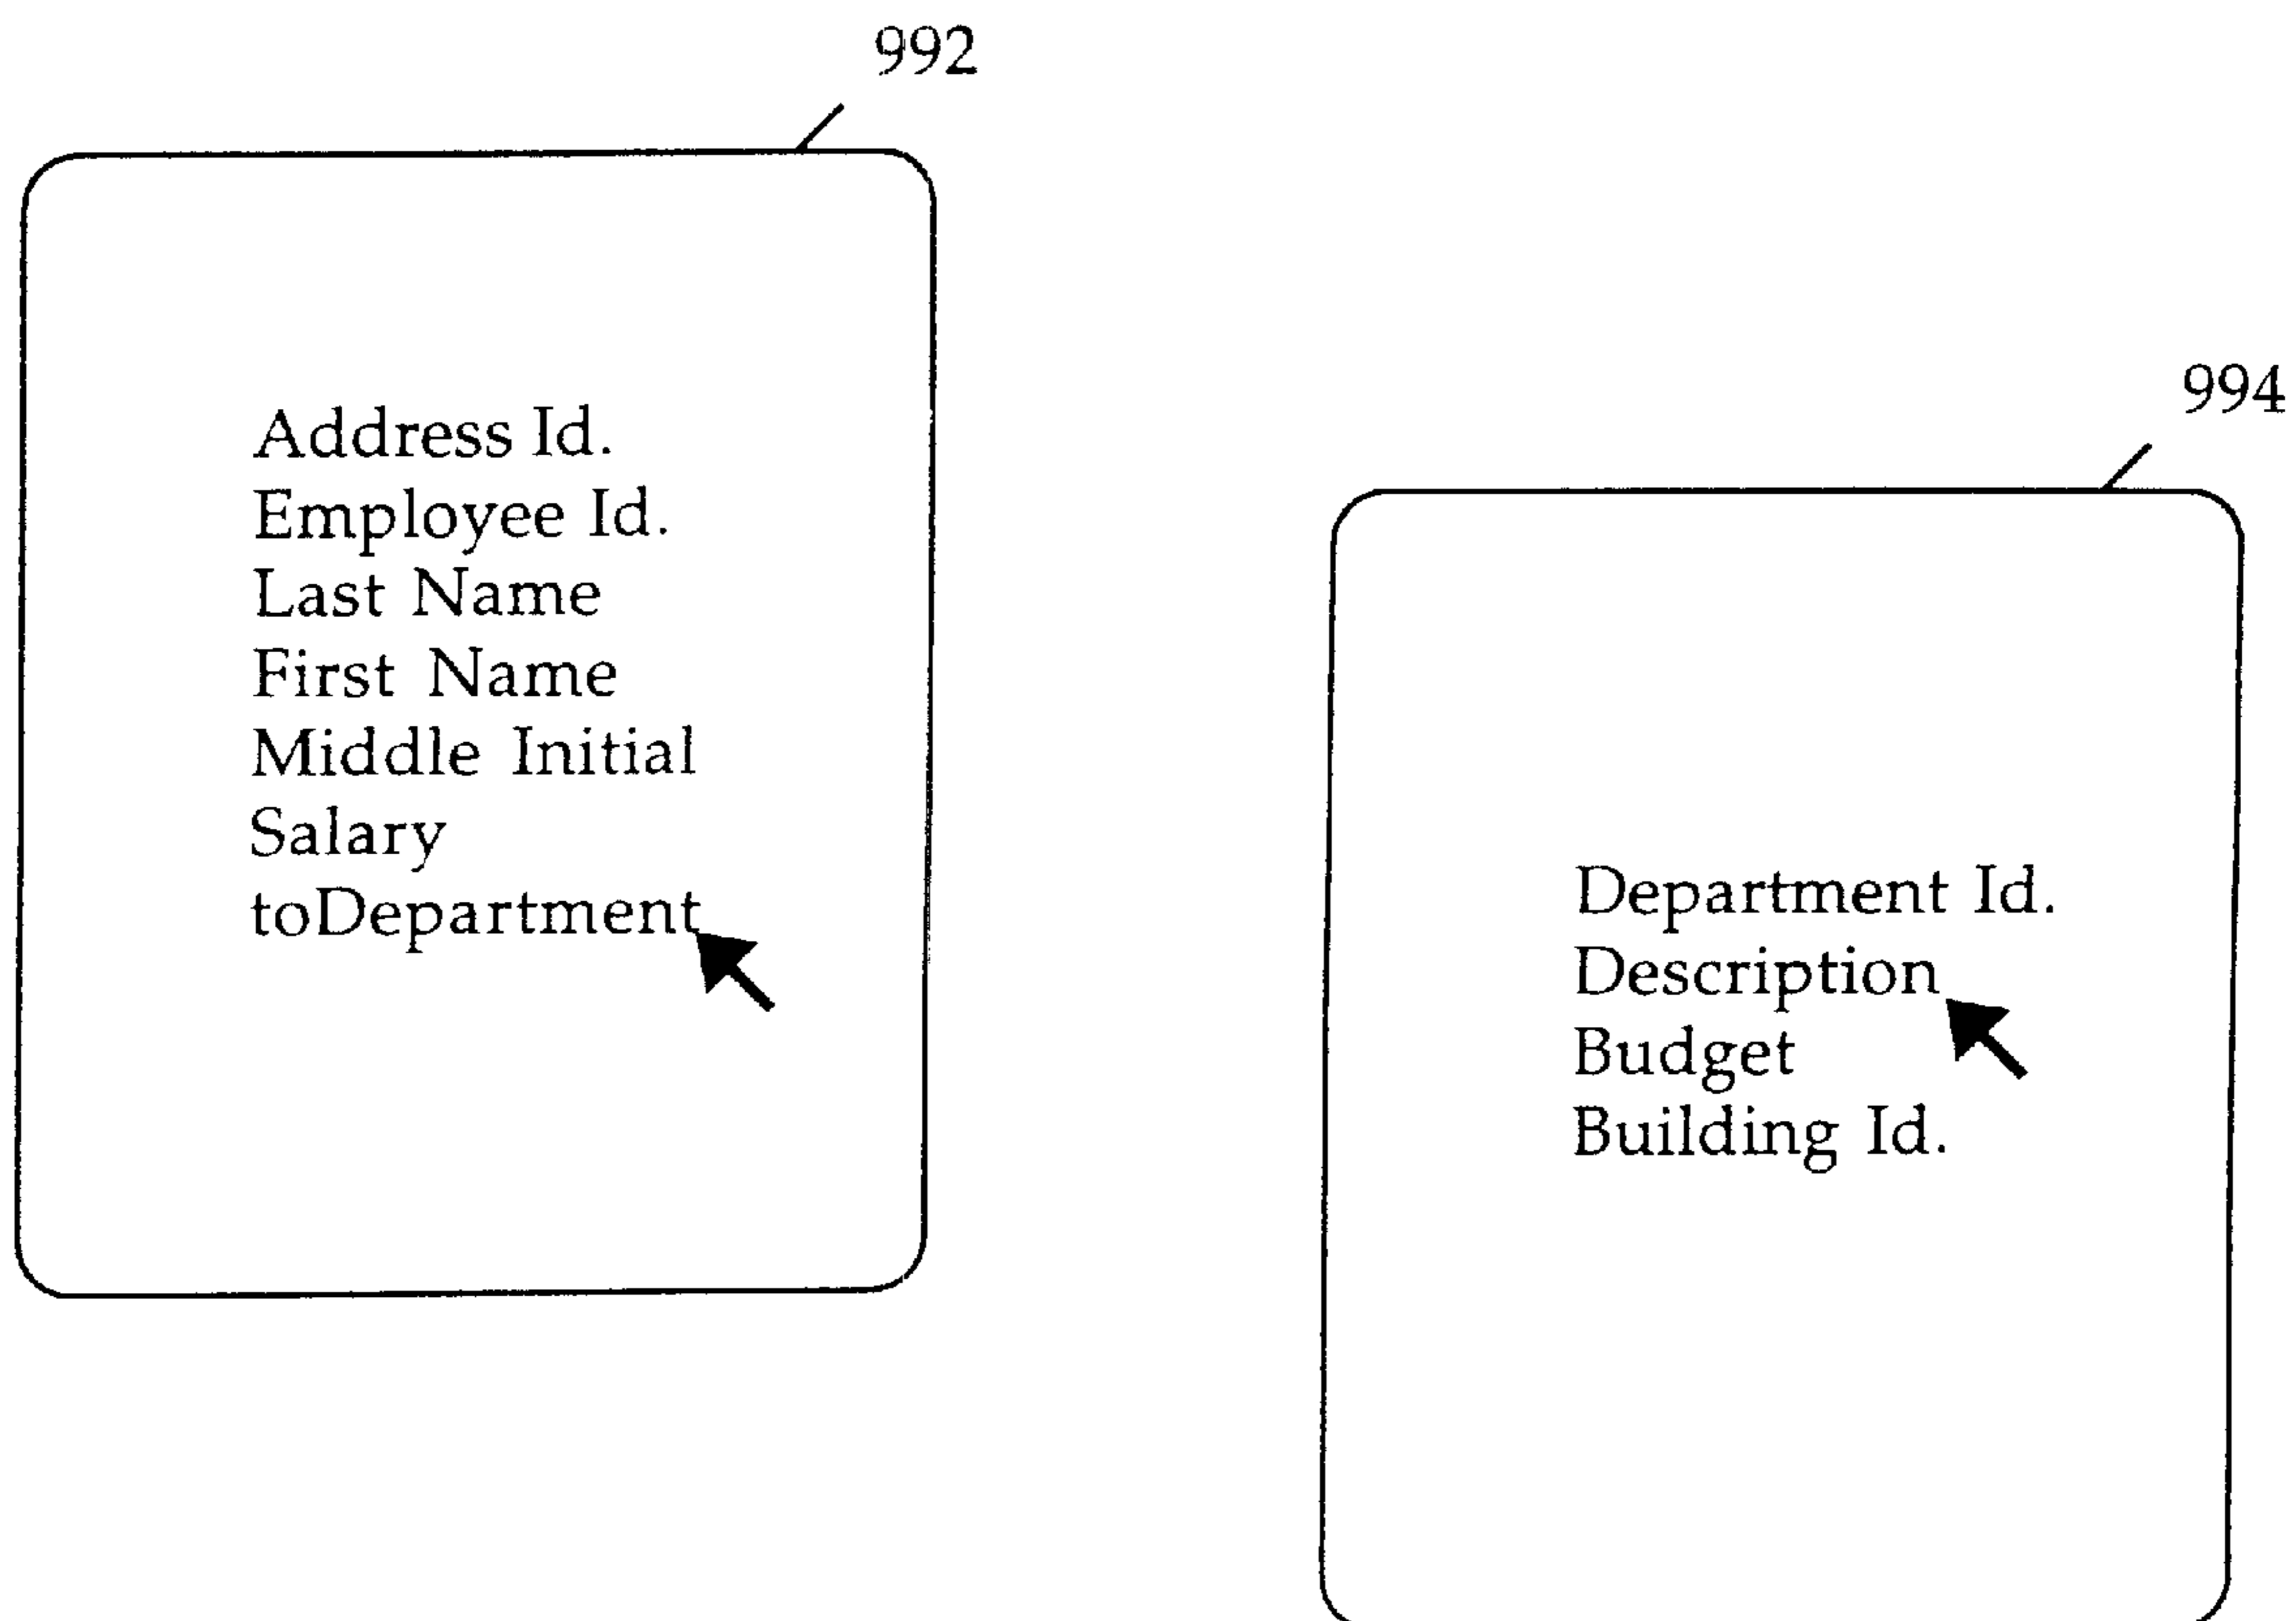 992
Address Id.
Employee Id.
Last Name
First Name
Middle Initial
Salary
toDepartment
994
Department Id.
Description
Budget
Building Id.